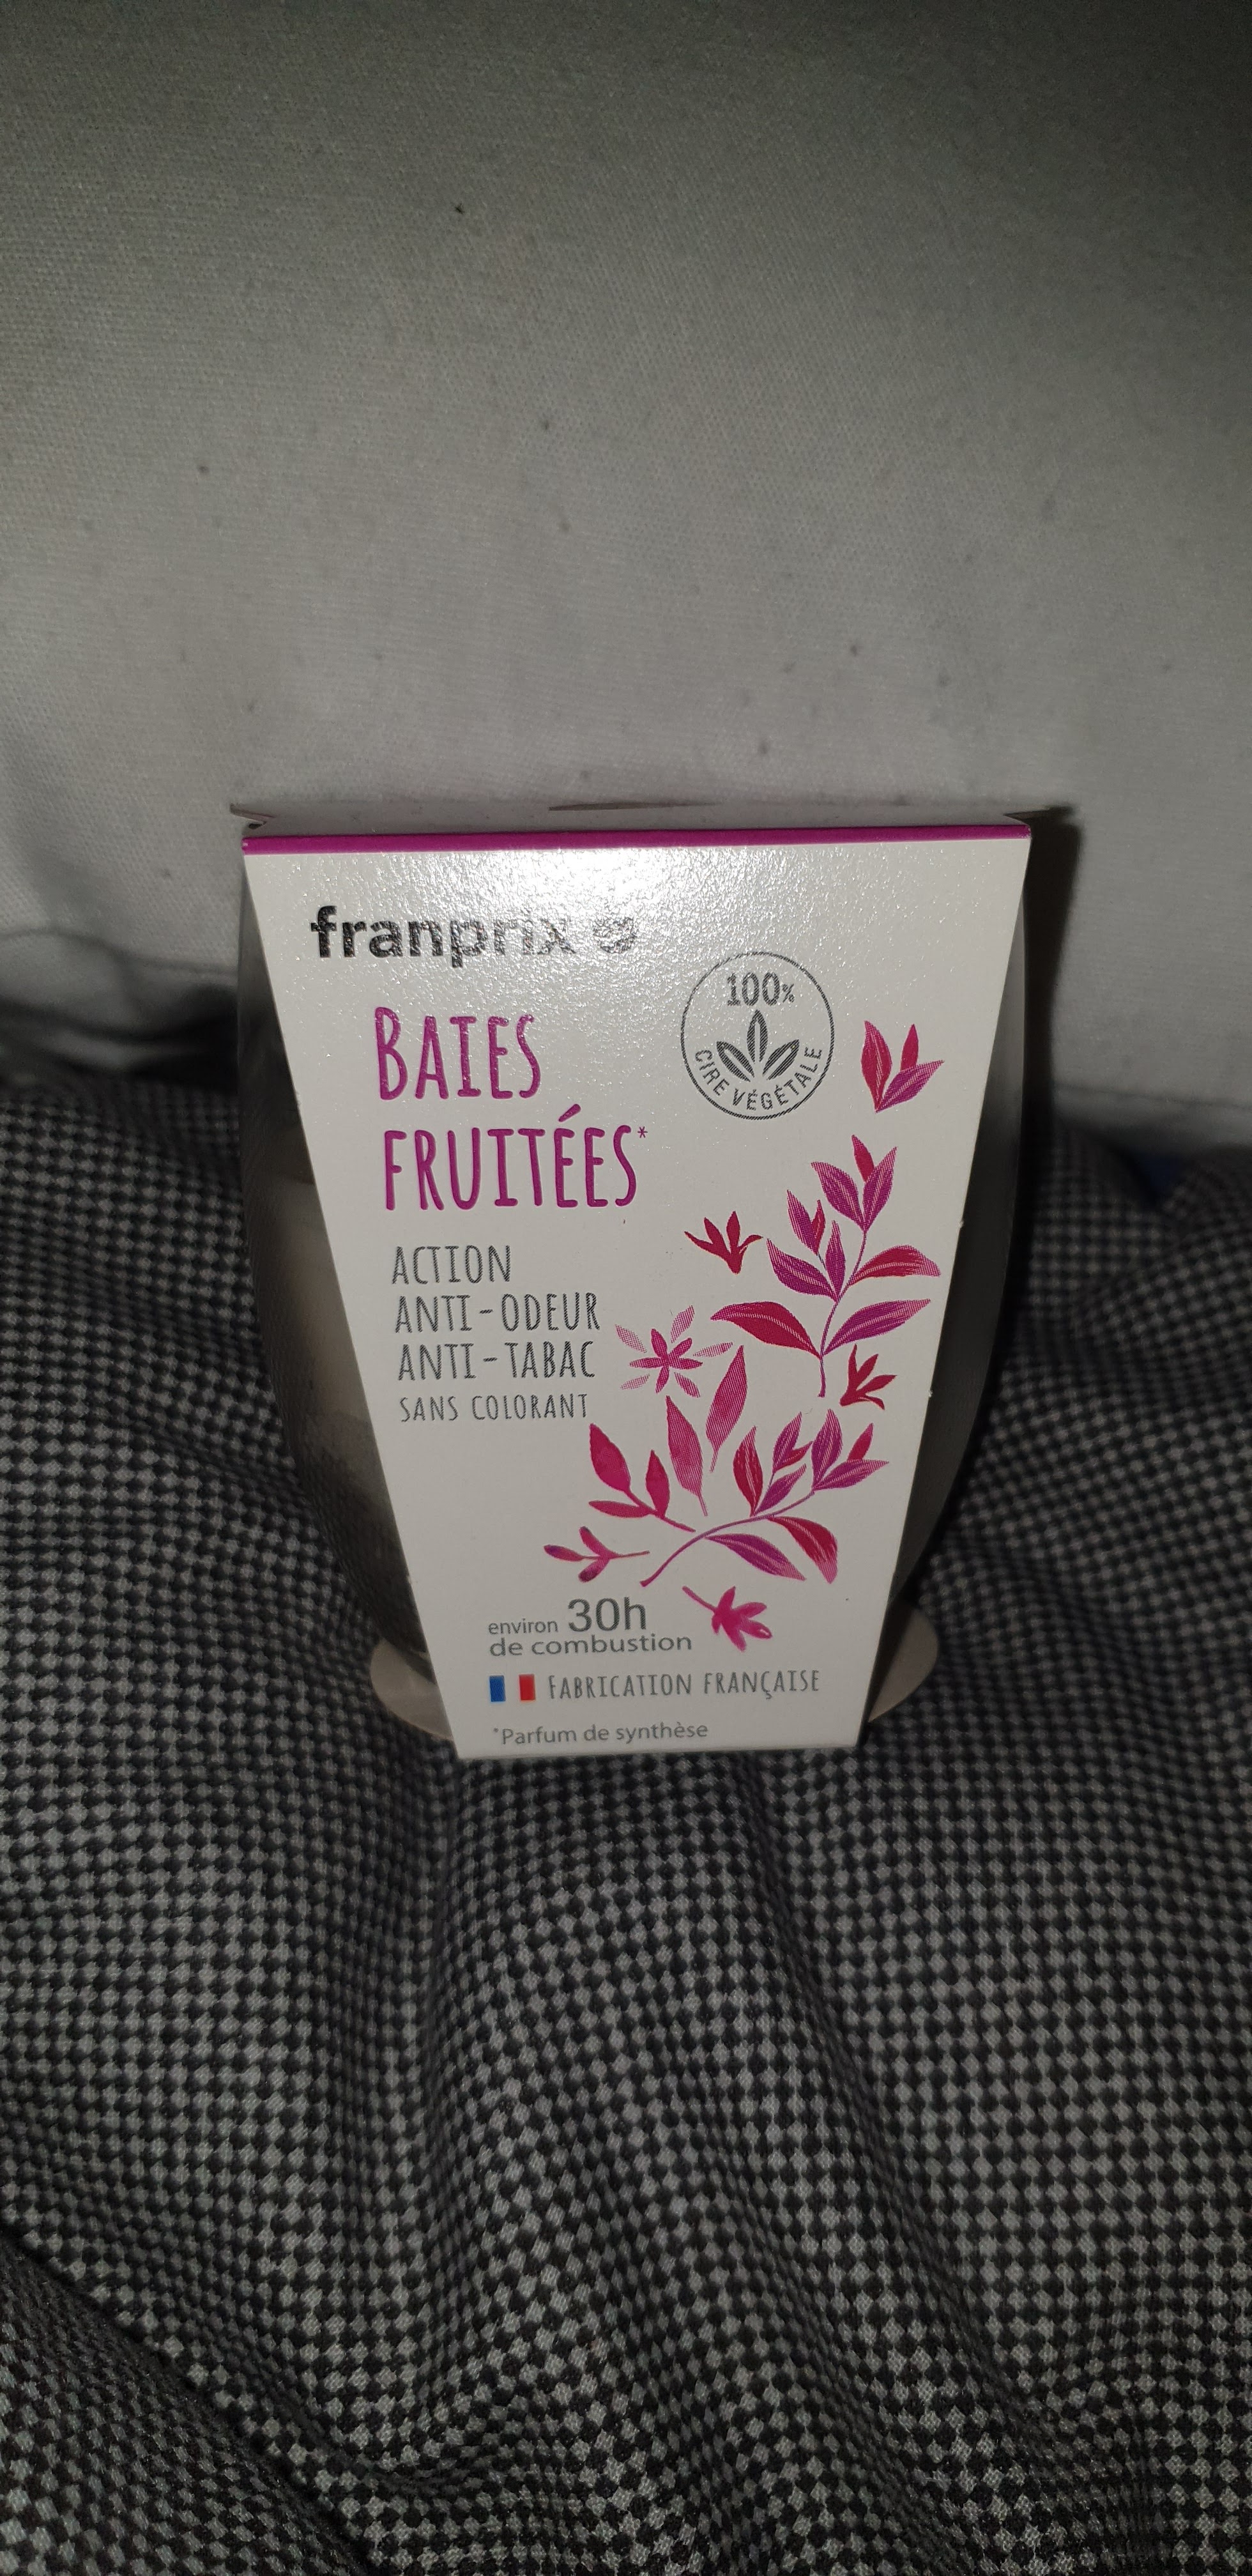 franprix
100%
CIRE VÉGÉTALE
BAIES
FRUITÉES*
ACTION
ANTI-ODEUR
ANTI-TABAC
SANS COLORANT
environ 30h
de combustion
FABRICATION FRANÇAISE
*Parfum de synthèse